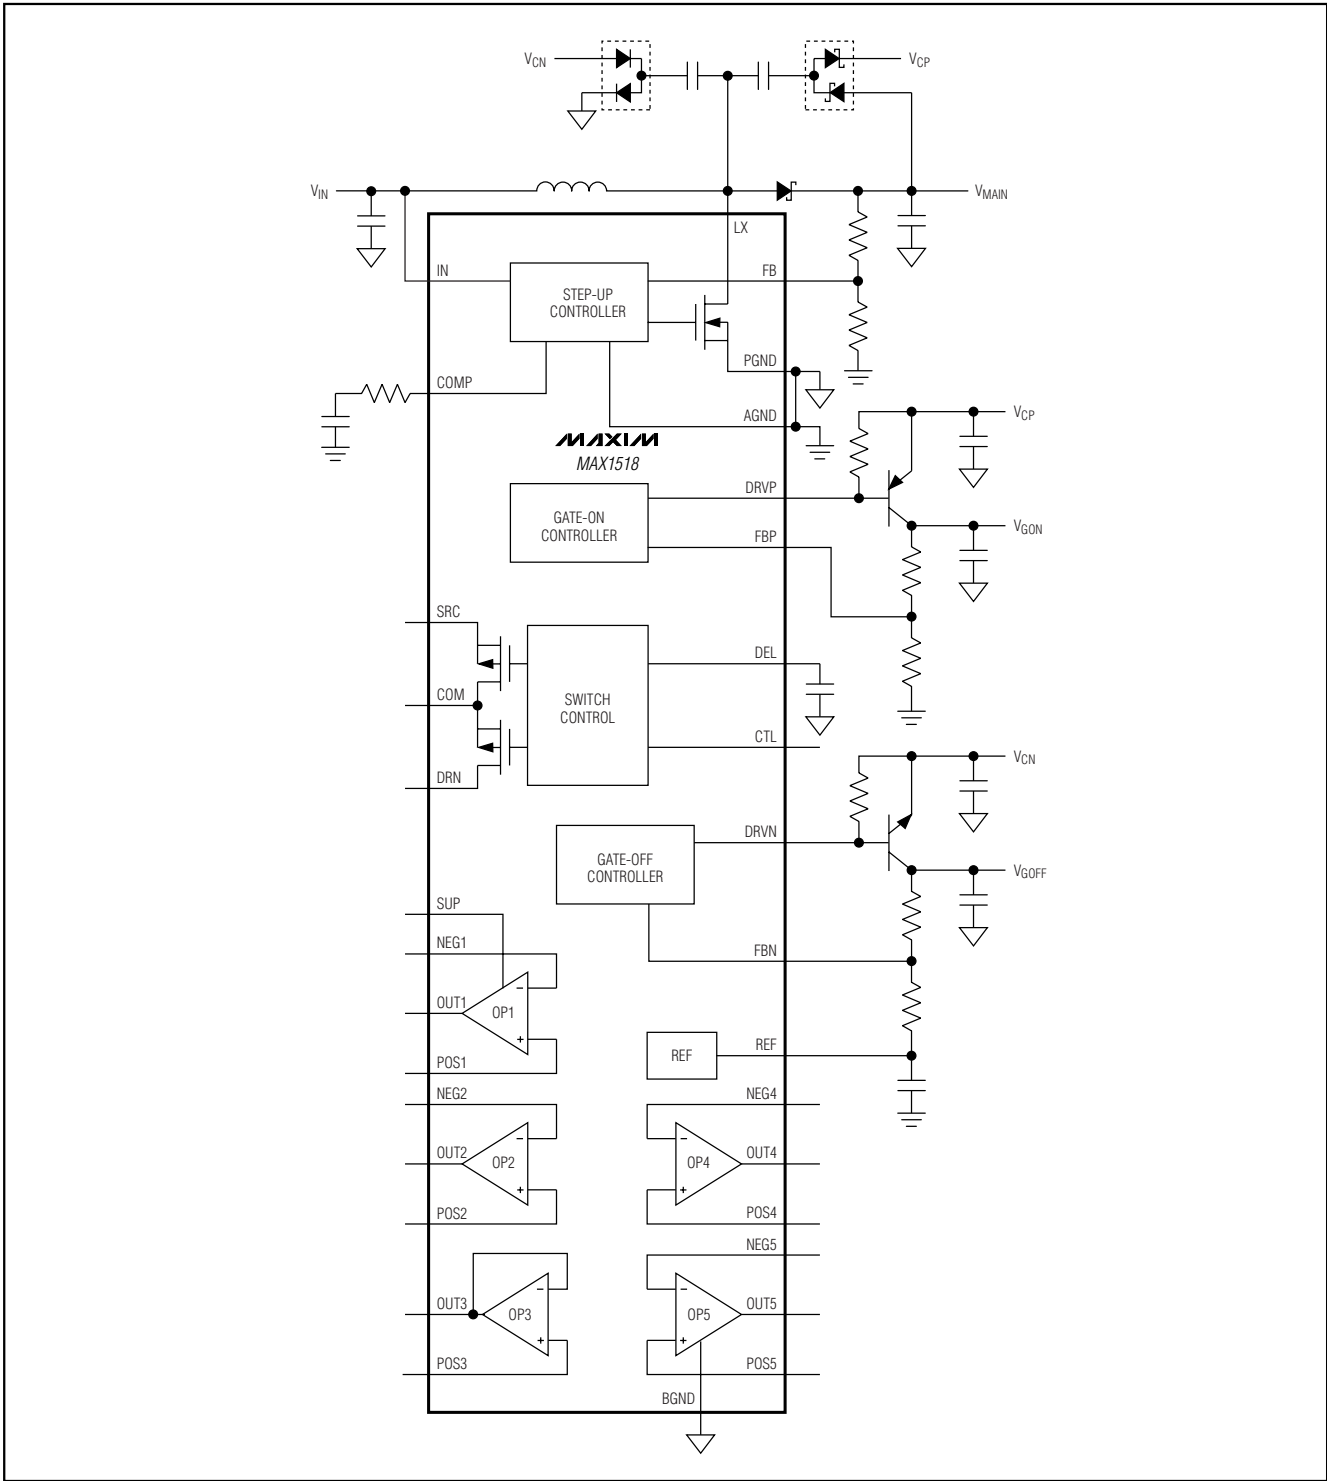 VCN
VCP
VIN
VMAIN
LX
IN
FB
STEP-UP
CONTROLLER
PGND
COMP
AGND
VCP
MAXIM
MAX1518
DRVP
GATE-ON
CONTROLLER
VGON
FBP
SRC
DEL
COM
SWITCH
CONTROL
CTL
VCN
DRN
DRVN
GATE-OFF
CONTROLLER
VGOFF
SUP
NEG1
FBN
OUT1
OP1
REF
REF
POS1
NEG2
NEG4
OUT2
OP2
OP4
OUT4
POS2
POS4
NEG5
OUT3
OP3
OP5
OUT5
POS3
POS5
BGND